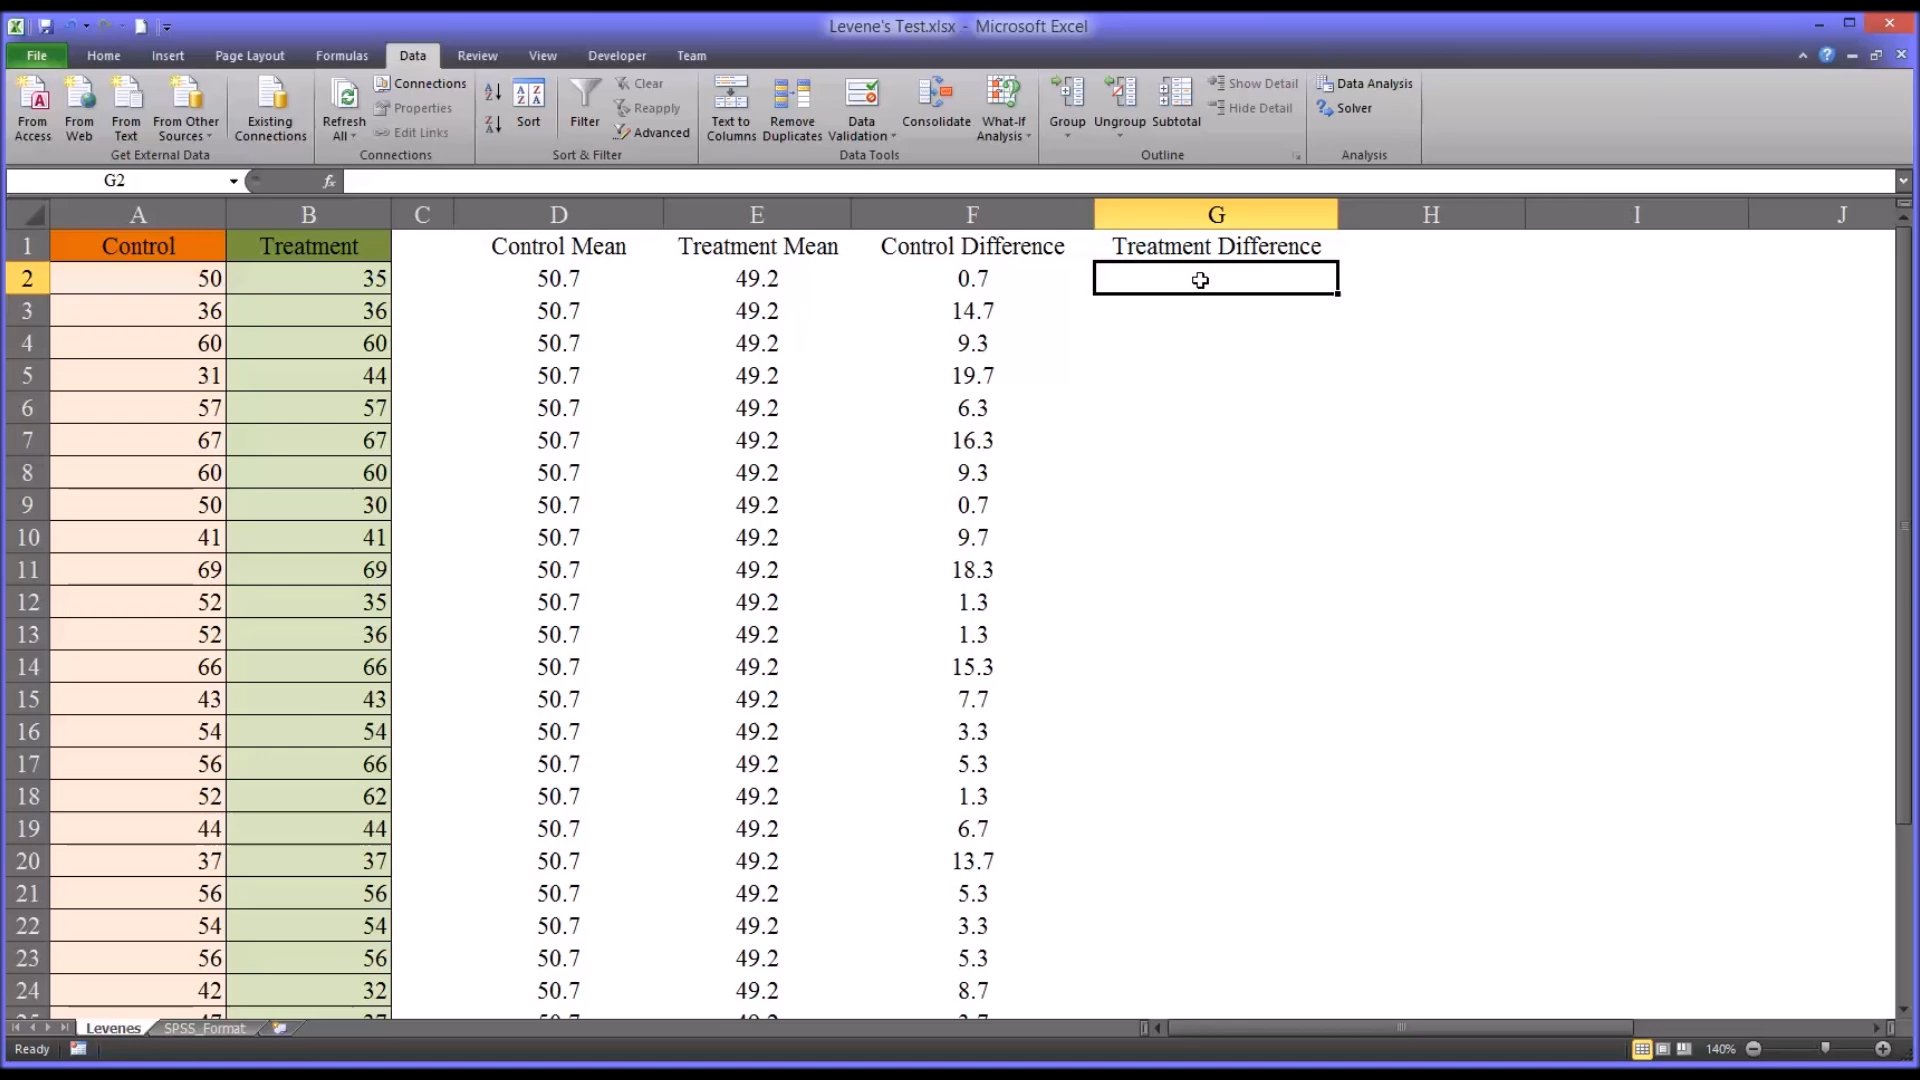 Levene's Test.xlsx - Microsoft Excel
File Home Insert Page Layout Formulas Data Review View Developer Team
From Access
From Web
From Text
From Other Sources
Existing Connections
Get External Data
Refresh All
Connections
Properties
Edit Links
Connections
Sort
Filter
Clear
Reapply
Advanced
Sort & Filter
Text to Columns
Remove Duplicates
Data Validation
Consolidate
What-If Analysis
Data Tools
Group
Ungroup
Subtotal
Show Detail
Hide Detail
Outline
Data Analysis
Solver
Analysis
G2 fx
A B C D E F G H I J
1 Control Treatment Control Mean Treatment Mean Control Difference Treatment Difference
2 50 35 50.7 49.2 0.7
3 36 36 50.7 49.2 14.7
4 60 60 50.7 49.2 9.3
5 31 44 50.7 49.2 19.7
6 57 57 50.7 49.2 6.3
7 67 67 50.7 49.2 16.3
8 60 60 50.7 49.2 9.3
9 50 30 50.7 49.2 0.7
10 41 41 50.7 49.2 9.7
11 69 69 50.7 49.2 18.3
12 52 35 50.7 49.2 1.3
13 52 36 50.7 49.2 1.3
14 66 66 50.7 49.2 15.3
15 43 43 50.7 49.2 7.7
16 54 54 50.7 49.2 3.3
17 56 66 50.7 49.2 5.3
18 52 62 50.7 49.2 1.3
19 44 44 50.7 49.2 6.7
20 37 37 50.7 49.2 13.7
21 56 56 50.7 49.2 5.3
22 54 54 50.7 49.2 3.3
23 56 56 50.7 49.2 5.3
24 42 32 50.7 49.2 8.7
Levenes SPSS_Format
Ready 140%